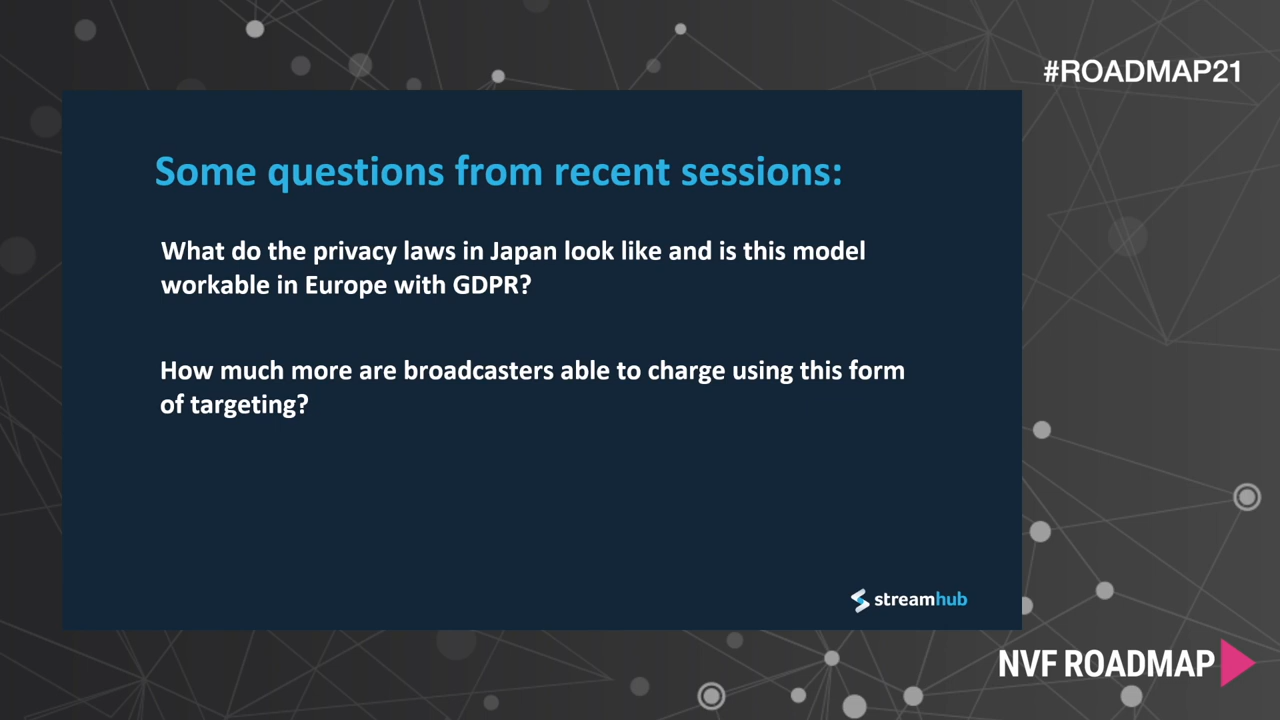 #ROADMAP21
Some questions from recent sessions:
What do the privacy laws in Japan look like and is this model
workable in Europe with GDPR?
How much more are broadcasters able to charge using this form
of targeting?
streamhub
NVF ROADMAP